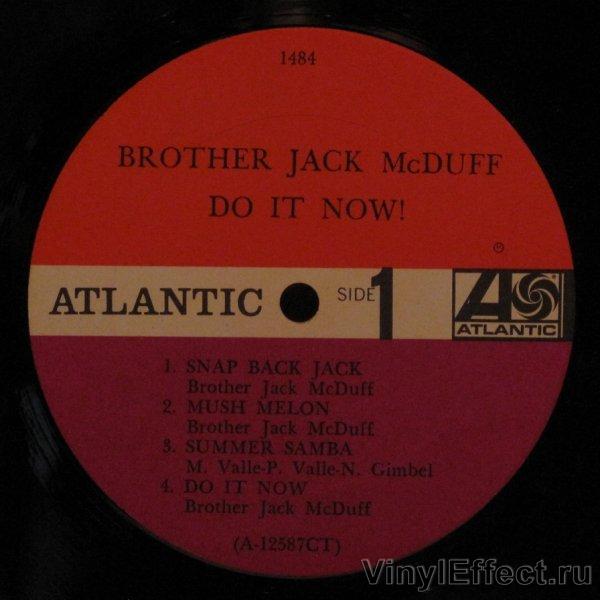 1484
BROTHER JACK McDUFF
DO IT NOW!
ATLANTIC
SIDE 1
ATLANTIC
1. SNAP BACK JACK
Brother Jack McDuff
2. MUSH MELON
Brother Jack McDuff
3. SUMMER SAMBA
M. Valle-P. Valle-N. Gimbel
4. DO IT NOW
Brother Jack McDuff
(A-12587CT)
VinylEffect.ru